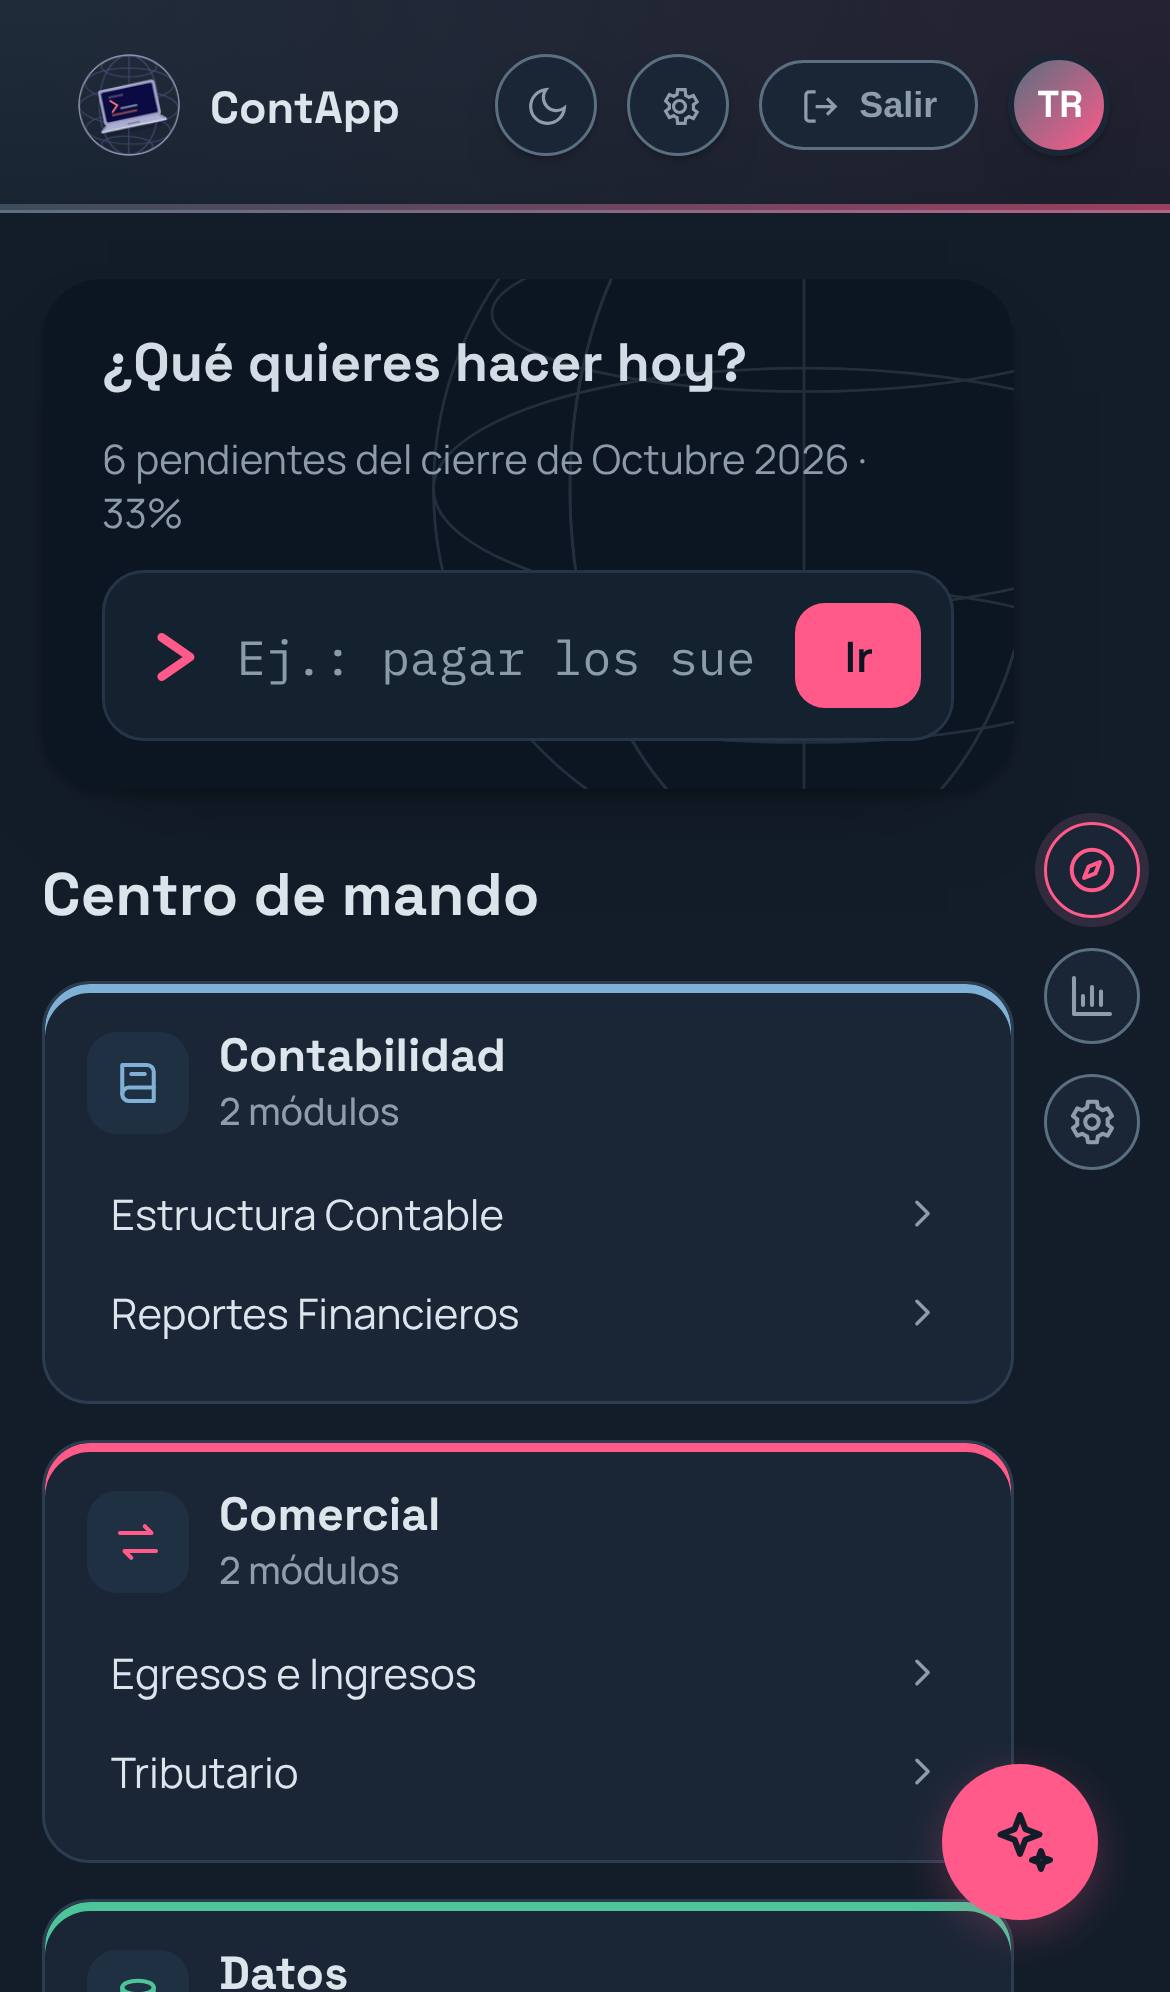 ContApp
Salir
TR
¿Qué quieres hacer hoy?
6 pendientes del cierre de Octubre 2026 ·
33%
Ej.: pagar los sue
Ir
Centro de mando
Contabilidad
2 módulos
Estructura Contable
Reportes Financieros
Comercial
2 módulos
Egresos e Ingresos
Tributario
Datos